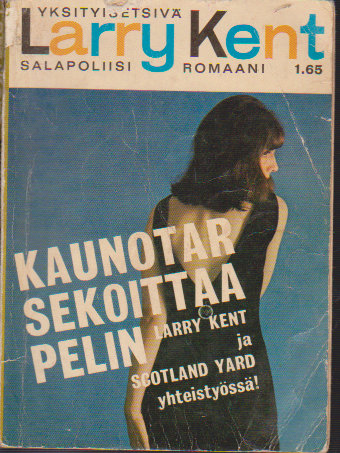 YKSITYISETSIVÄ
Larry Kent
SALAPOLIISI ROMAANI 1.65
KAUNOTAR
SEKOITTAA
PELIN
LARRY KENT
ja
SCOTLAND YARD
yhteistyössä!